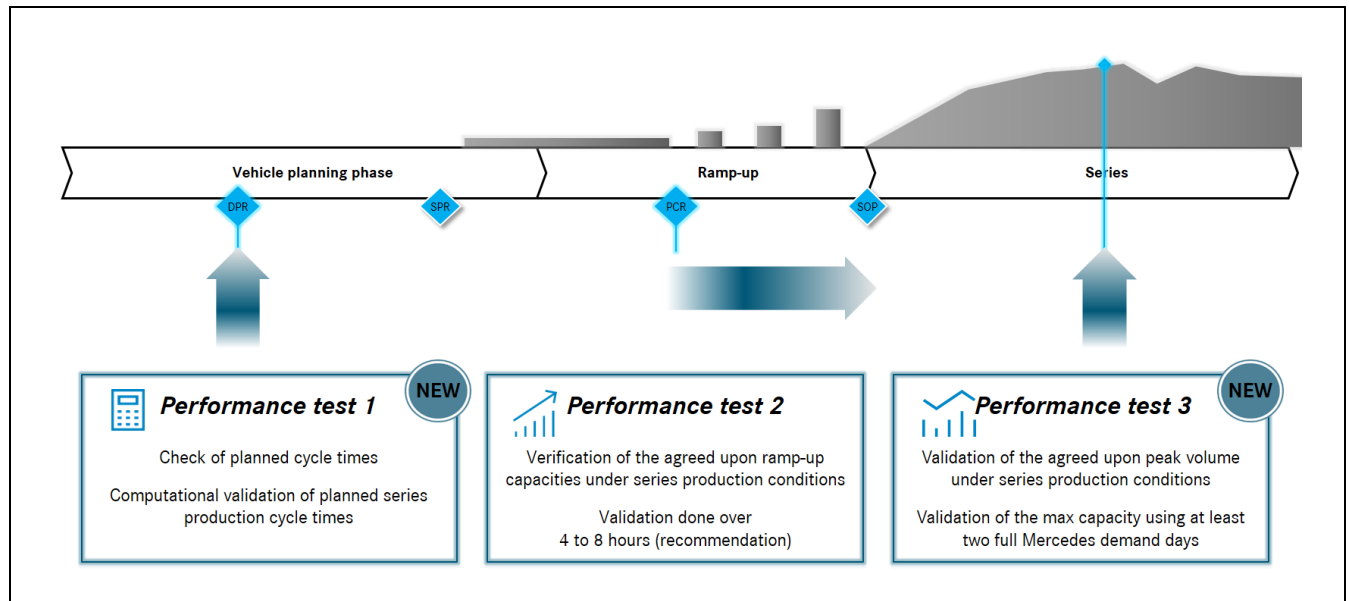 Vehicle planning phase
Ramp-up
Series
DPR
SPR
PCR
SOP
NEW
Performance test 1
Check of planned cycle times
Computational validation of planned series
production cycle times
Performance test 2
Verification of the agreed upon ramp-up
capacities under series production conditions
Validation done over
4 to 8 hours (recommendation)
NEW
Performance test 3
Validation of the agreed upon peak volume
under series production conditions
Validation of the max capacity using at least
two full Mercedes demand days